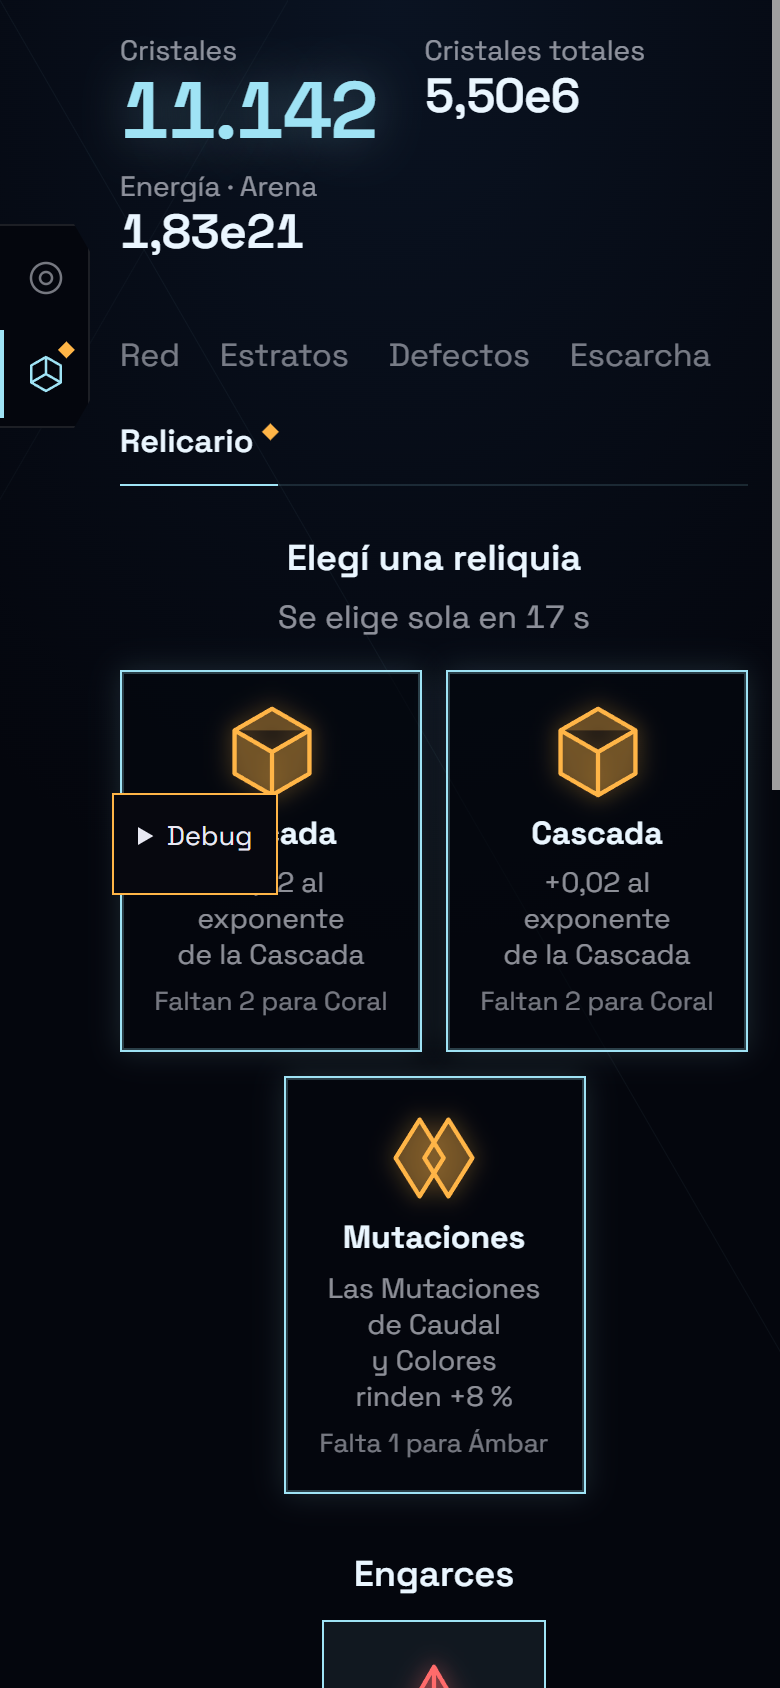 Cristales
11.142
Cristales totales
5,50e6
Energía · Arena
1,83e21
Red
Estratos
Defectos
Escarcha
Relicario
Elegí una reliquia
Se elige sola en 17 s
Debug
al
exponente
de la Cascada
Faltan 2 para Coral
Cascada
+0,02 al
exponente
de la Cascada
Faltan 2 para Coral
Mutaciones
Las Mutaciones
de Caudal
y Colores
rinden +8 %
Falta 1 para Ámbar
Engarces